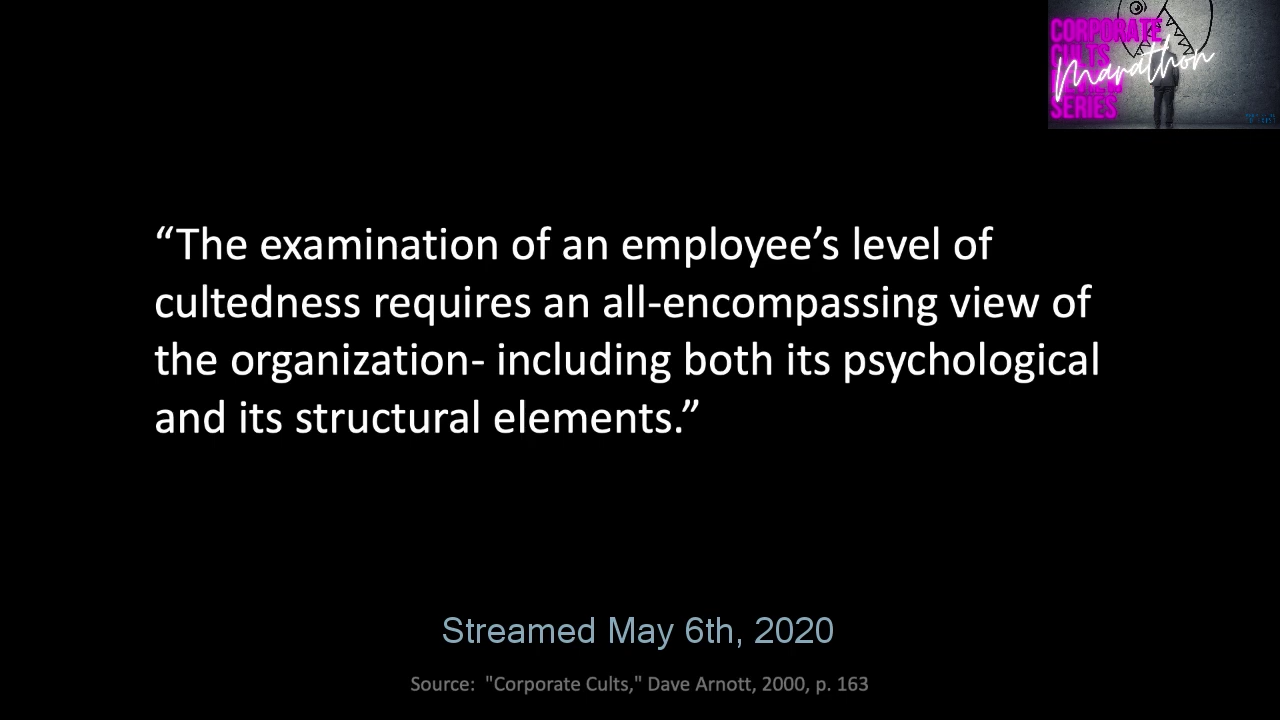 CORPORATE
CULTS
Marathon
SERIES
“The examination of an employee’s level of
cultedness requires an all-encompassing view of
the organization- including both its psychological
and its structural elements.”
Streamed May 6th, 2020
Source:  "Corporate Cults," Dave Arnott, 2000, p. 163